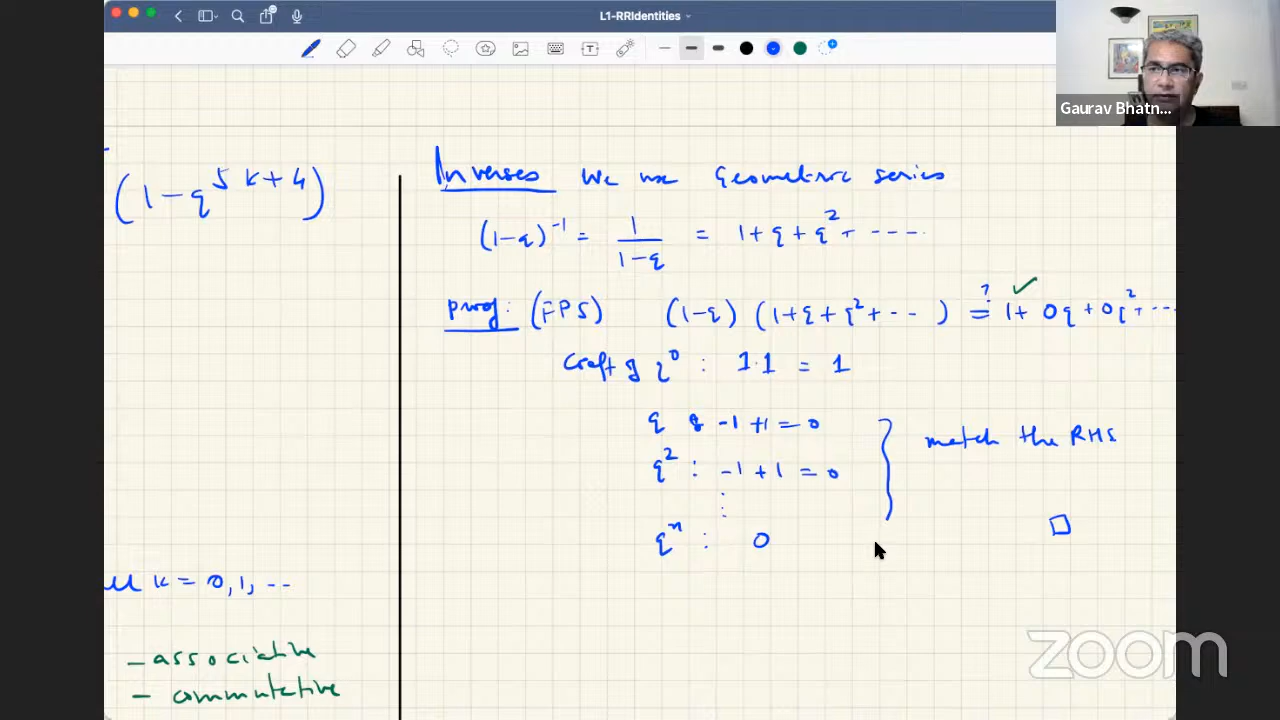 L1-RRIdentities
Gaurav Bhatn...
(1-q^{5k+4})
Inverses We use geometric series
(1-q)^{-1} = \frac{1}{1-q} = 1+q+q^2+----
proof: (FPS) (1-q) (1+q+q^2+--) \overset{?}{=} 1+0q+0q^2+--
Coeff of q^0 : 1.1 = 1
q : -1+1=0
q^2 : -1+1=0
⋮
q^n : 0
match the RHS
□
k=0,1,--
- associative
- commutative
zoom